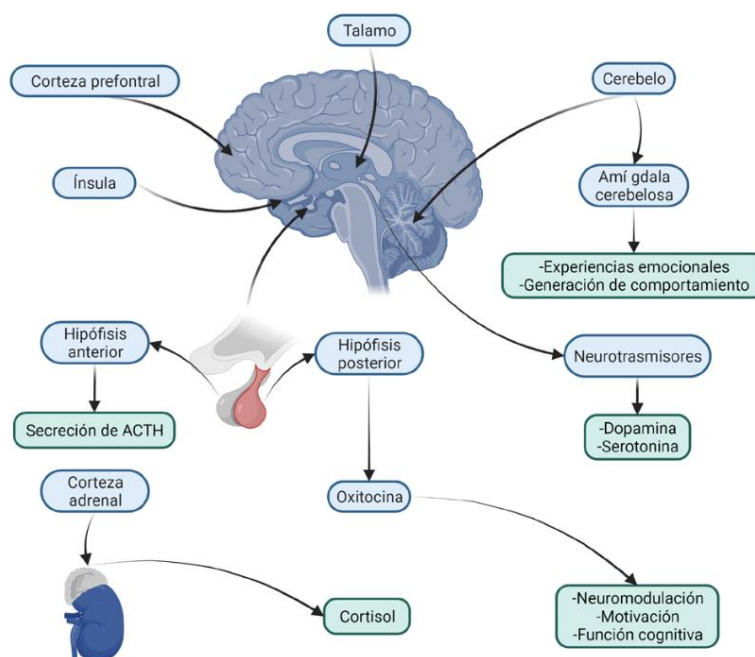 Talamo
Corteza prefontral
Cerebelo
Ínsula
Amí gdala
cerebelosa
-Experiencias emocionales
-Generación de comportamiento
Hipófisis
anterior
Hipófisis
posterior
Neurotrasmisores
Secreción de ACTH
-Dopamina
-Serotonina
Corteza
adrenal
Oxitocina
Cortisol
-Neuromodulación
-Motivación
-Función cognitiva